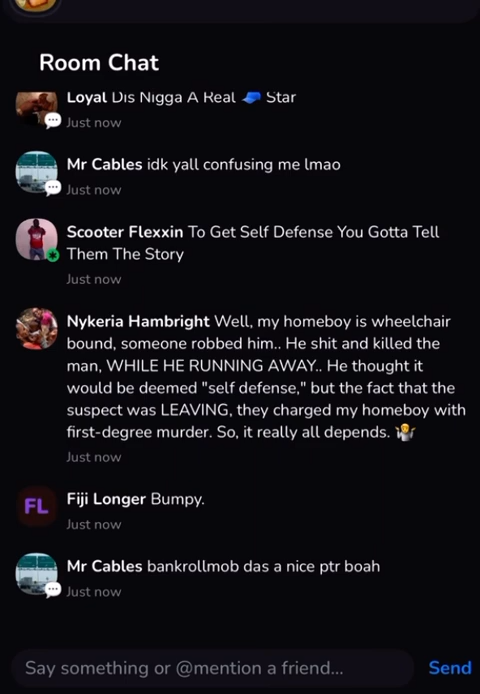 Room Chat
Loyal Dis Nigga A Real 🧢 Star
Just now
Mr Cables idk yall confusing me lmao
Just now
Scooter Flexxin To Get Self Defense You Gotta Tell
Them The Story
Just now
Nykeria Hambright Well, my homeboy is wheelchair
bound, someone robbed him.. He shit and killed the
man, WHILE HE RUNNING AWAY.. He thought it
would be deemed "self defense," but the fact that the
suspect was LEAVING, they charged my homeboy with
first-degree murder. So, it really all depends. 🤷
Just now
FL
Fiji Longer Bumpy.
Just now
Mr Cables bankrollmob das a nice ptr boah
Just now
Say something or @mention a friend...
Send